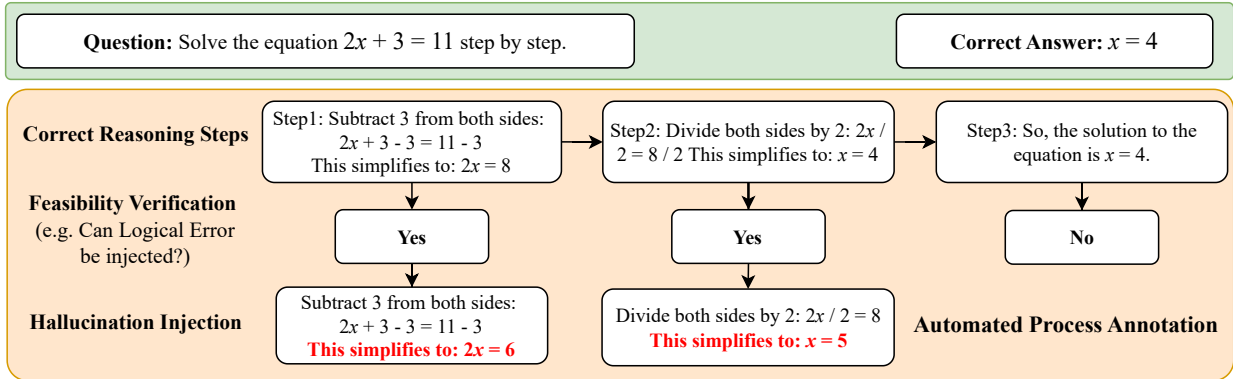 Question: Solve the equation 2x + 3 = 11 step by step.
Correct Answer: x = 4
Correct Reasoning Steps
Step1: Subtract 3 from both sides:
2x + 3 - 3 = 11 - 3
This simplifies to: 2x = 8
Step2: Divide both sides by 2: 2x /
2 = 8 / 2 This simplifies to: x = 4
Step3: So, the solution to the
equation is x = 4.
Feasibility Verification
(e.g. Can Logical Error
be injected?)
Yes
Yes
No
Hallucination Injection
Subtract 3 from both sides:
2x + 3 - 3 = 11 - 3
This simplifies to: 2x = 6
Divide both sides by 2: 2x / 2 = 8
This simplifies to: x = 5
Automated Process Annotation